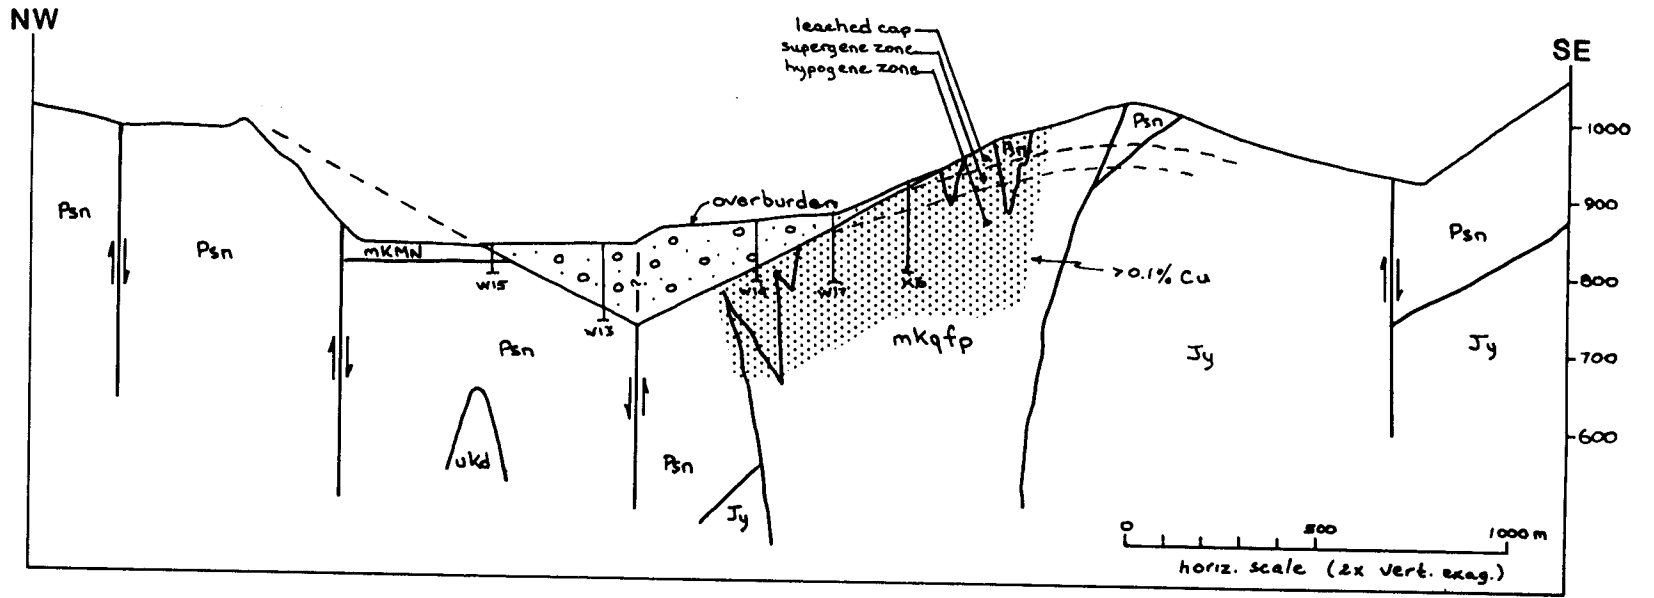 NW
leached cap
supergene zone
hypogene zone
SE
Psn
1000
overburden
900
Psn
Psn
mKMN
Psn
W15
W14
W17
>0.1% Cu
800
W13
Psn
mKqfp
Jy
Jy
700
uKd
Psn
600
Jy
0 500 1000 m
horiz. scale (2x vert. exag.)